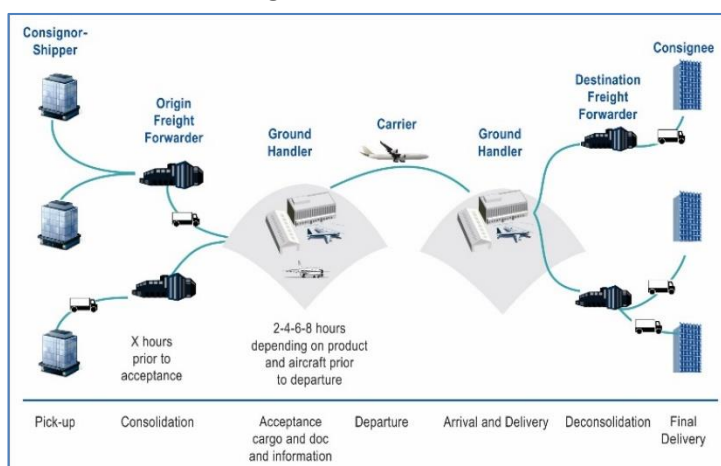 Consignor-
Shipper
Origin
Freight
Forwarder
Ground
Handler
Carrier
Ground
Handler
Destination
Freight
Forwarder
Consignee
X hours
prior to
acceptance
2-4-6-8 hours
depending on product
and aircraft prior
to departure
Pick-up
Consolidation
Acceptance
cargo and doc
and information
Departure
Arrival and Delivery
Deconsolidation
Final
Delivery